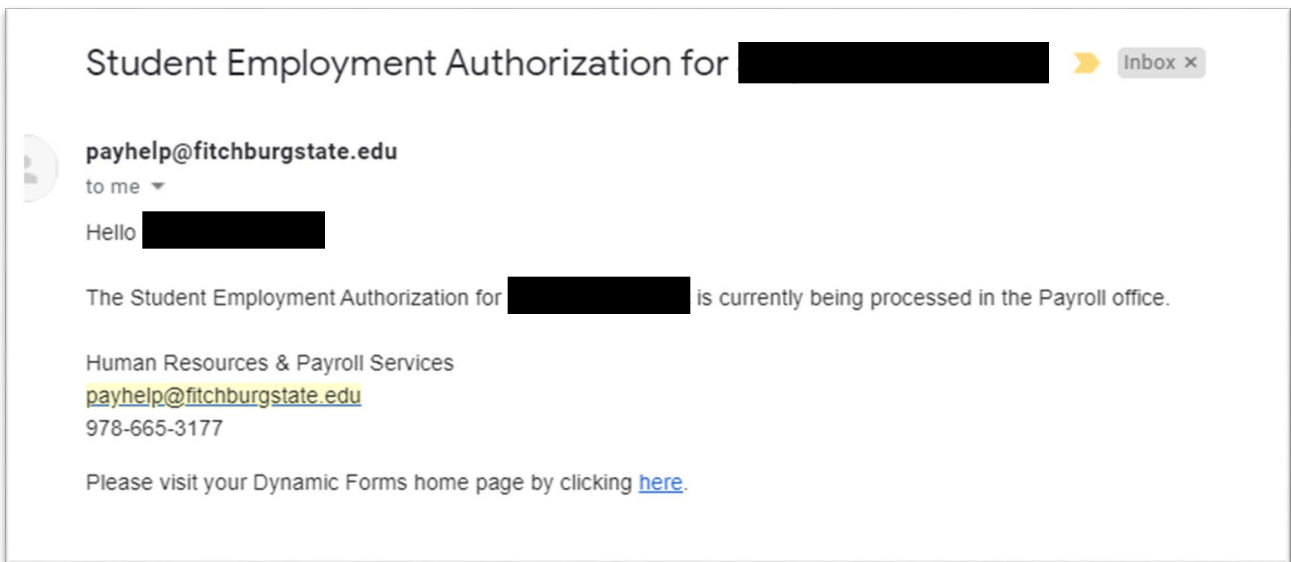 Student Employment Authorization for
Inbox ×
payhelp@fitchburgstate.edu
to me
Hello
The Student Employment Authorization for is currently being processed in the Payroll office.
Human Resources & Payroll Services
payhelp@fitchburgstate.edu
978-665-3177
Please visit your Dynamic Forms home page by clicking here.